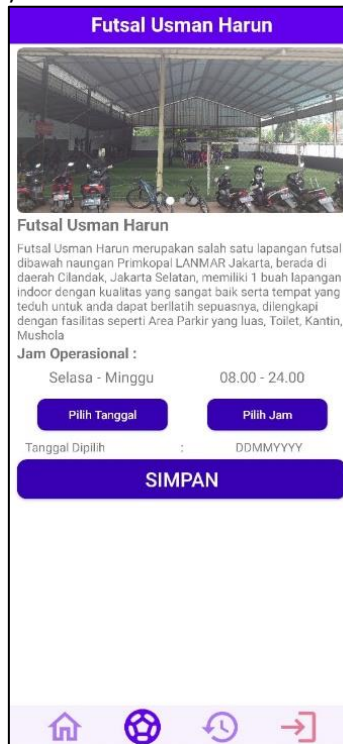 Futsal Usman Harun
Futsal Usman Harun
Futsal Usman Harun merupakan salah satu lapangan futsal
dibawah naungan Primkopal LANMAR Jakarta, berada di
daerah Cilandak, Jakarta Selatan, memiliki 1 buah lapangan
indoor dengan kualitas yang sangat baik serta tempat yang
teduh untuk anda dapat berllatih sepuasnya, dilengkapi
dengan fasilitas seperti Area Parkir yang luas, Toilet, Kantin,
Mushola
Jam Operasional :
Selasa - Minggu 08.00 - 24.00
Pilih Tanggal Pilih Jam
Tanggal Dipilih : DDMMYYYY
SIMPAN